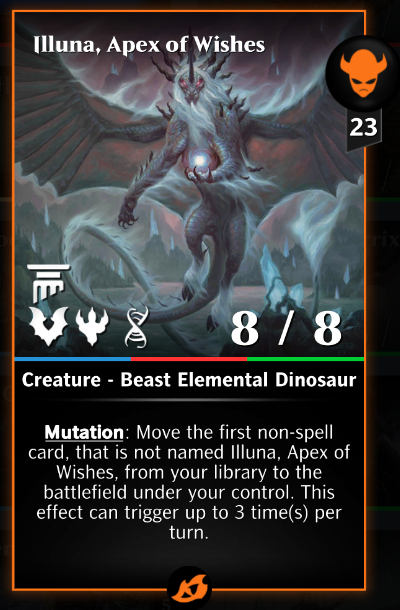 Illuna, Apex of Wishes
23
8 / 8
Creature - Beast Elemental Dinosaur
Mutation: Move the first non-spell
card, that is not named Illuna, Apex of
Wishes, from your library to the
battlefield under your control. This
effect can trigger up to 3 time(s) per
turn.